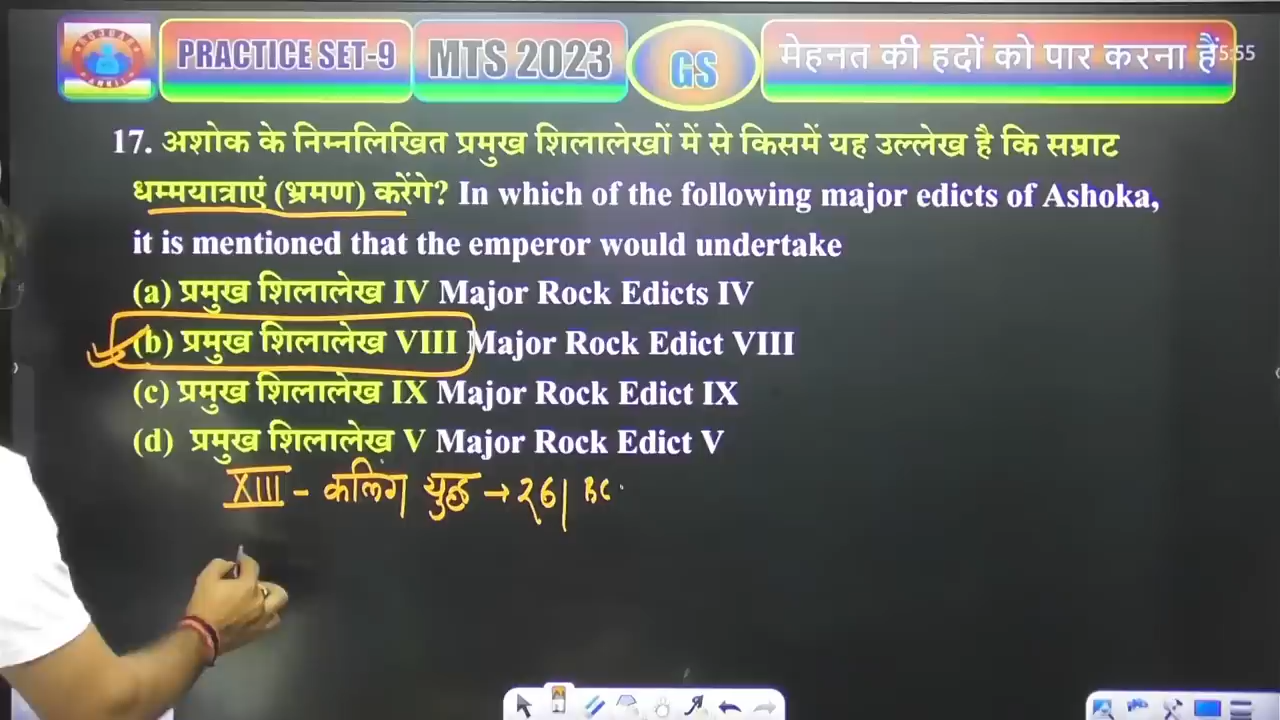 PRACTICE SET-9 MTS 2023 GS मेहनत की हदों को पार करना हैं
17. अशोक के निम्नलिखित प्रमुख शिलालेखों में से किसमें यह उल्लेख है कि सम्राट
धम्मयात्राएं (भ्रमण) करेंगे? In which of the following major edicts of Ashoka,
it is mentioned that the emperor would undertake
(a) प्रमुख शिलालेख IV Major Rock Edicts IV
(b) प्रमुख शिलालेख VIII Major Rock Edict VIII
(c) प्रमुख शिलालेख IX Major Rock Edict IX
(d) प्रमुख शिलालेख V Major Rock Edict V
XIII - कलिंग युद्ध → 261 BC